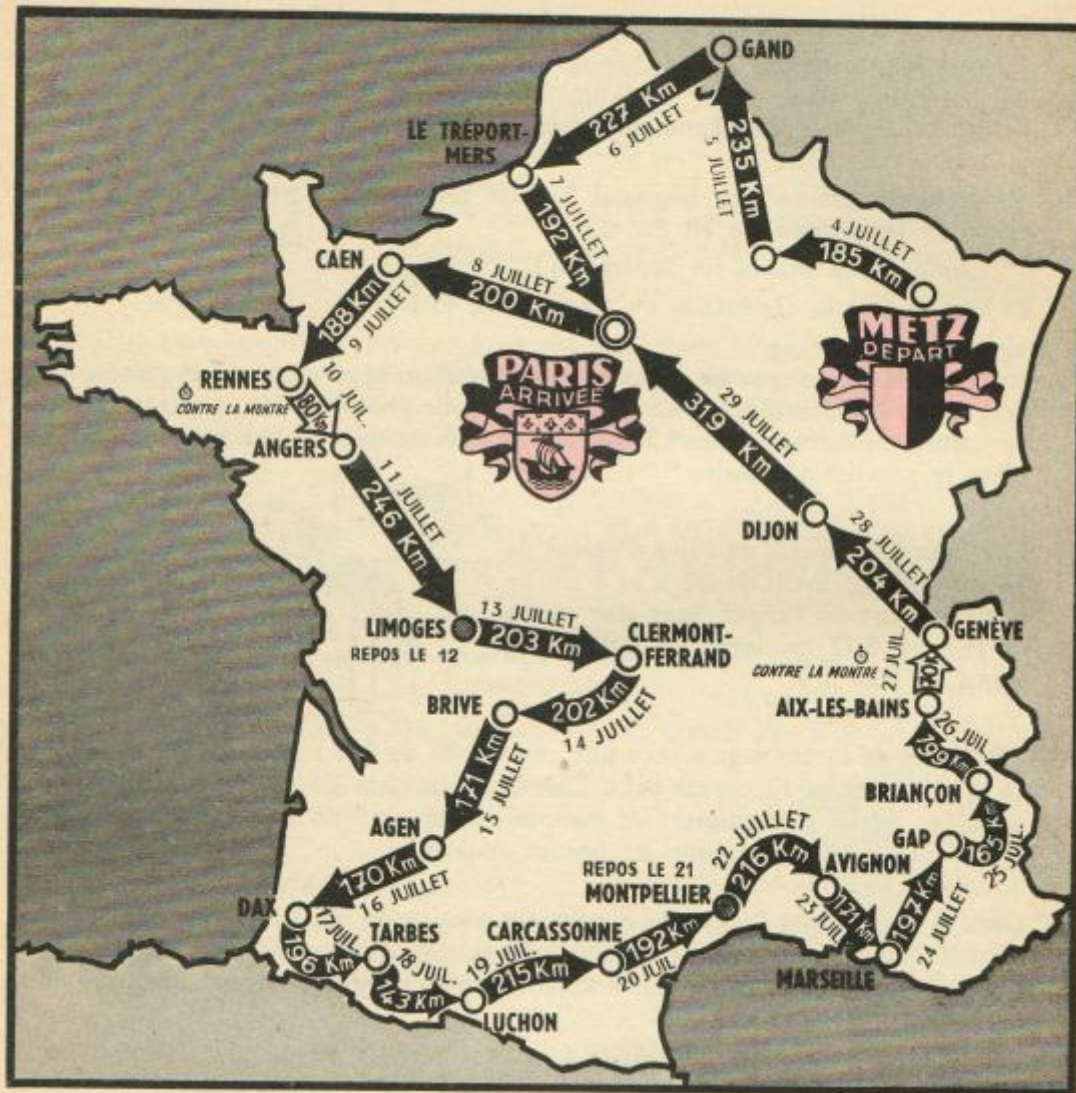 GAND
227 Km
6 JUILLET
235 Km
5 JUILLET
LE TRÉPORT-
MERS
7 JUILLET
192 Km
4 JUILLET
185 Km
METZ
DEPART
CAEN
8 JUILLET
200 Km
188 Km
9 JUILLET
PARIS
ARRIVÉE
29 JUILLET
319 Km
RENNES
10 JUIL.
CONTRE LA MONTRE
ANGERS
11 JUILLET
246 Km
DIJON
28 JUILLET
204 Km
LIMOGES
REPOS LE 12
13 JUILLET
203 Km
CLERMONT-
FERRAND
GENÈVE
CONTRE LA MONTRE
27 JUIL.
BRIVE
202 Km
14 JUILLET
AIX-LES-BAINS
26 JUIL.
199 Km
171 Km
15 JUILLET
BRIANÇON
AGEN
GAP
165 Km
25 JUIL.
170 Km
16 JUILLET
REPOS LE 21
MONTPELLIER
22 JUILLET
216 Km
AVIGNON
171 Km
23 JUIL.
197 Km
24 JUILLET
DAX
17 JUIL.
196 Km
TARBES
18 JUIL.
143 Km
19 JUIL.
215 Km
CARCASSONNE
192 Km
20 JUIL
MARSEILLE
LUCHON